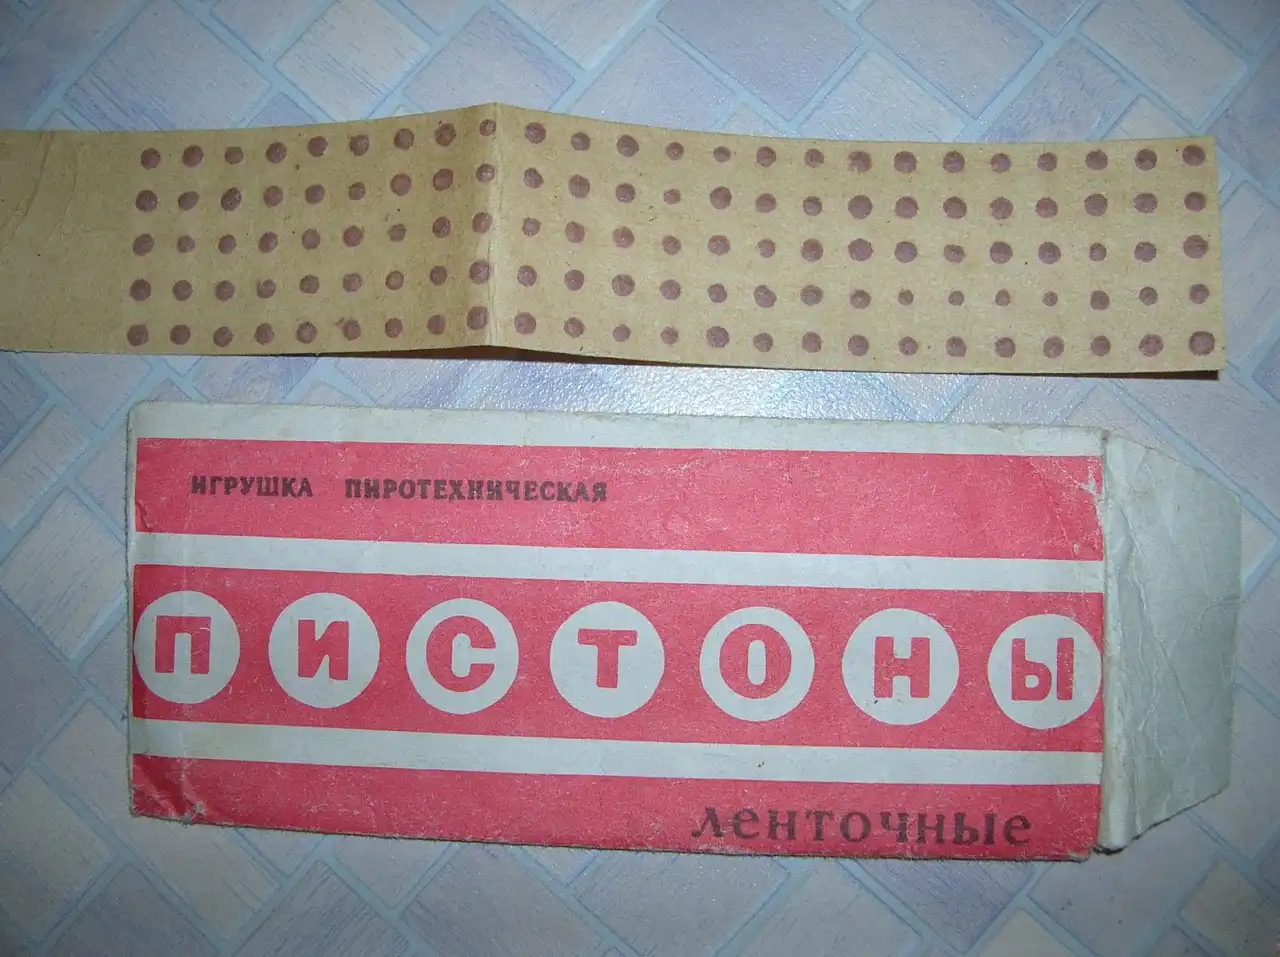 ИГРУШКА ПИРОТЕХНИЧЕСКАЯ
ПИСТОНЫ
ленточные